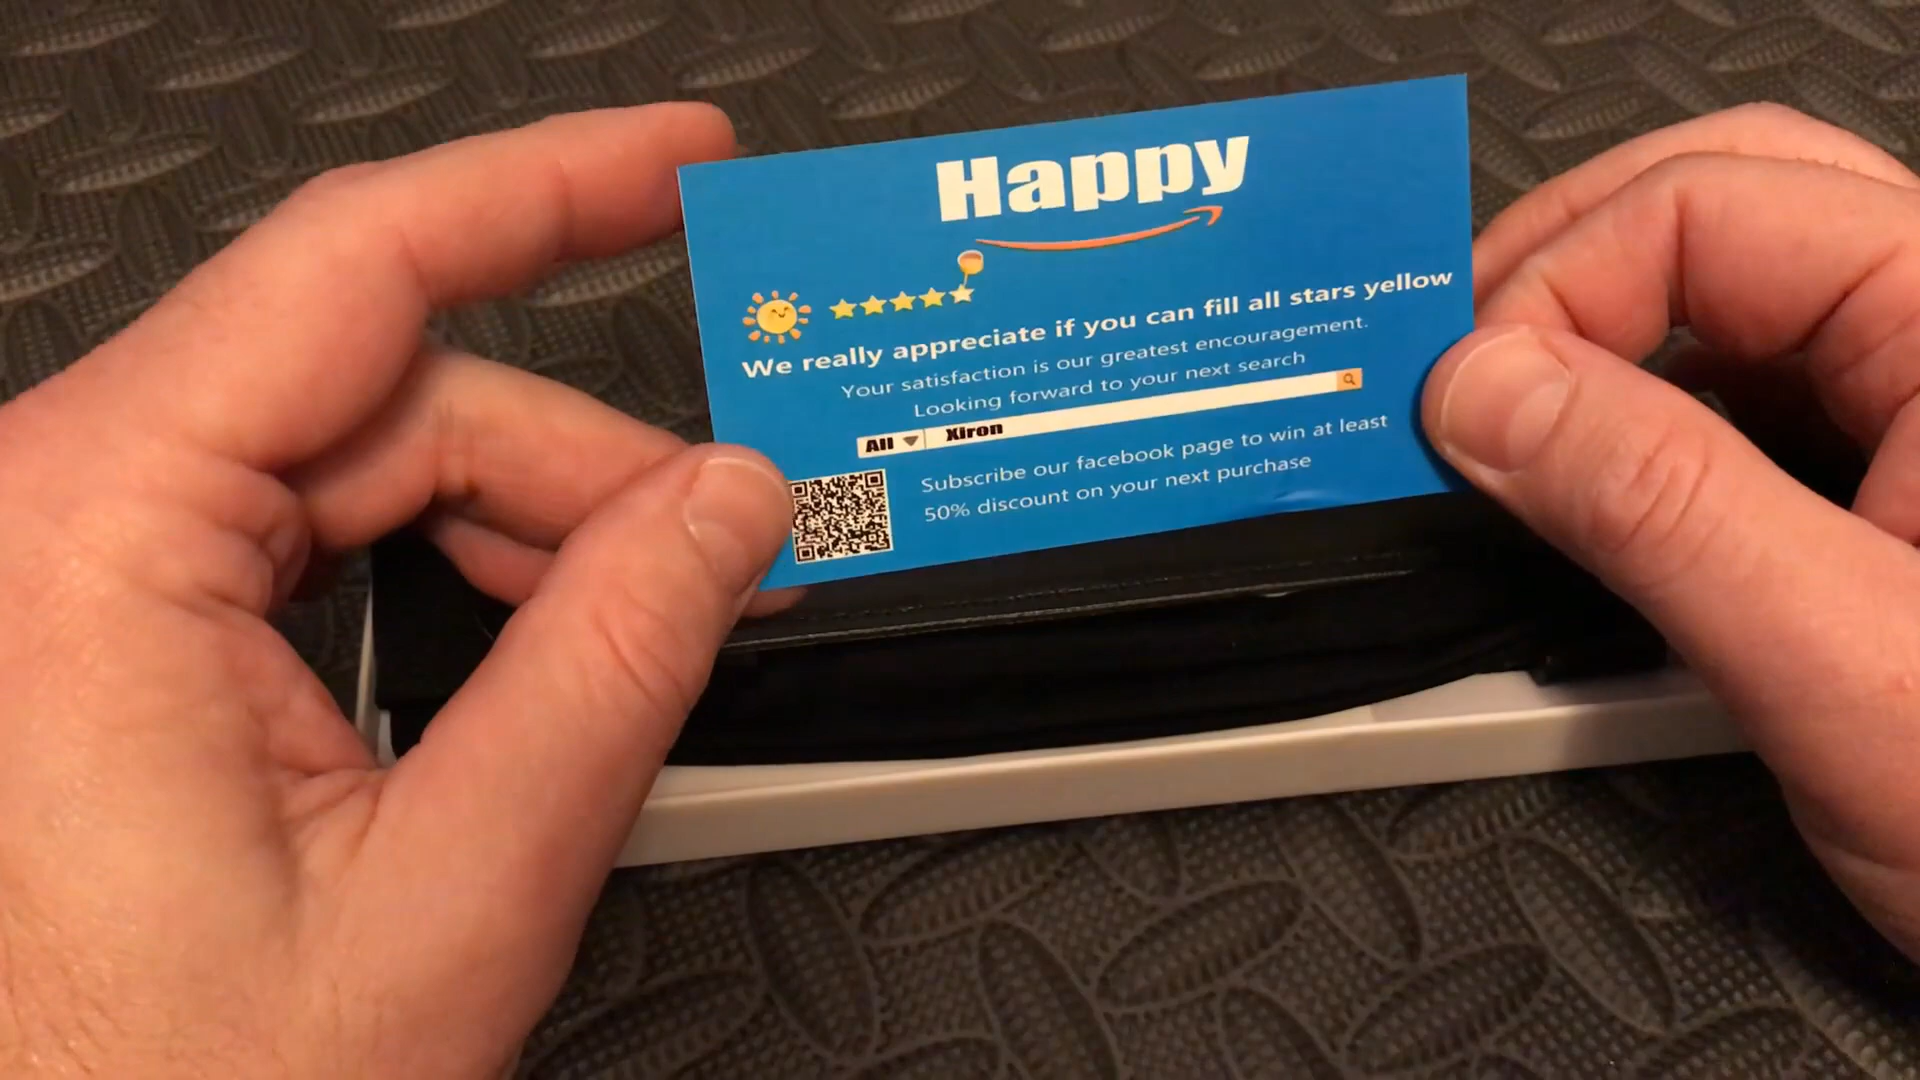 Happy
We really appreciate if you can fill all stars yellow
Your satisfaction is our greatest encouragement.
Looking forward to your next search
All Xiron
Subscribe our facebook page to win at least
50% discount on your next purchase